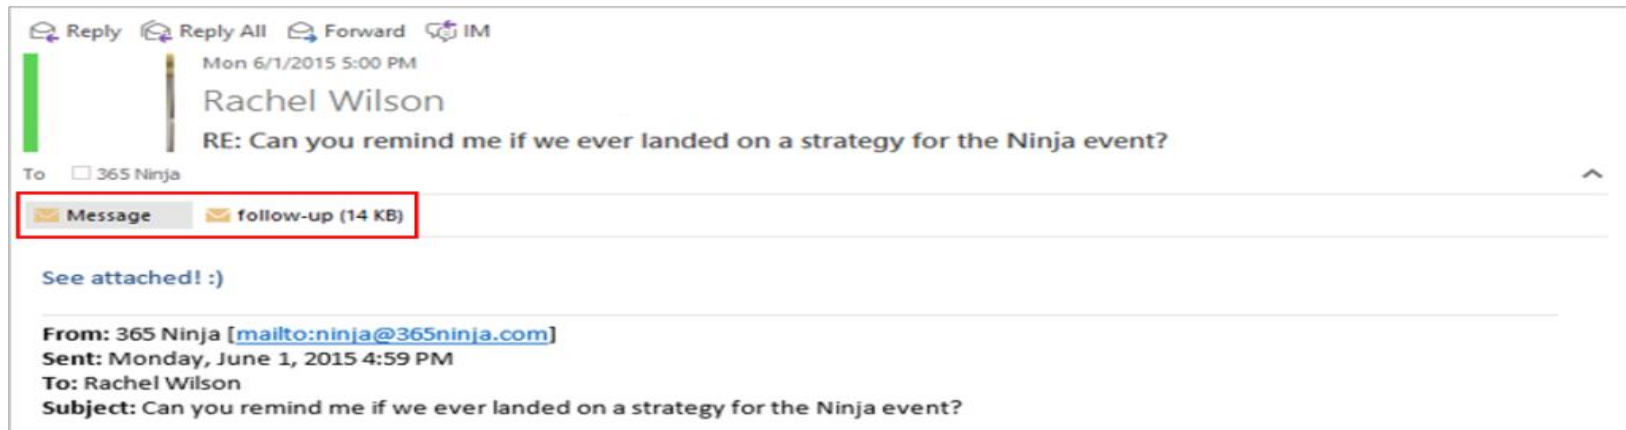 Reply Reply All Forward IM
Mon 6/1/2015 5:00 PM
Rachel Wilson
RE: Can you remind me if we ever landed on a strategy for the Ninja event?
To 365 Ninja
Message follow-up (14 KB)
See attached! :)
From: 365 Ninja [mailto:ninja@365ninja.com]
Sent: Monday, June 1, 2015 4:59 PM
To: Rachel Wilson
Subject: Can you remind me if we ever landed on a strategy for the Ninja event?